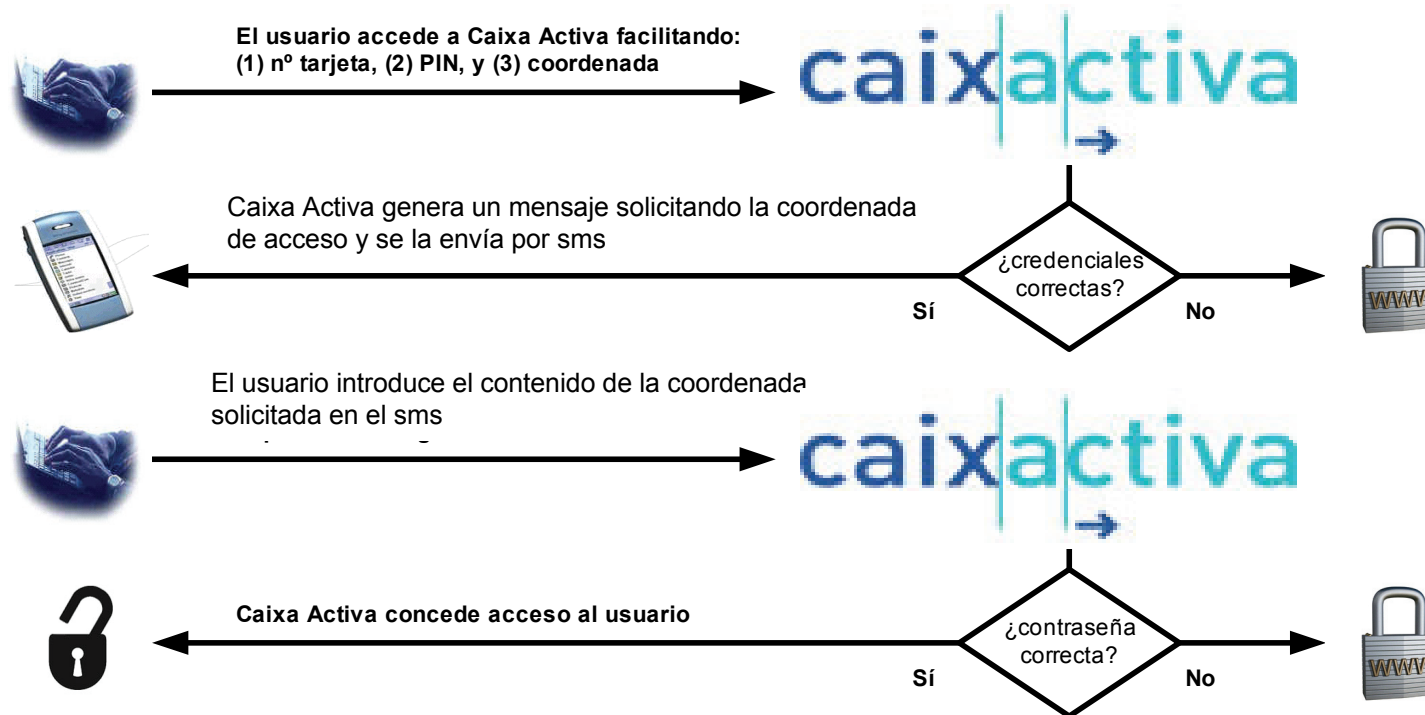 El usuario accede a Caixa Activa facilitando:
(1) nº tarjeta, (2) PIN, y (3) coordenada
caixactiva
Caixa Activa genera un mensaje solicitando la coordenada
de acceso y se la envía por sms
¿credenciales
correctas?
Sí
No
WWW
El usuario introduce el contenido de la coordenada
solicitada en el sms
caixactiva
Caixa Activa concede acceso al usuario
¿contraseña
correcta?
Sí
No
WWW